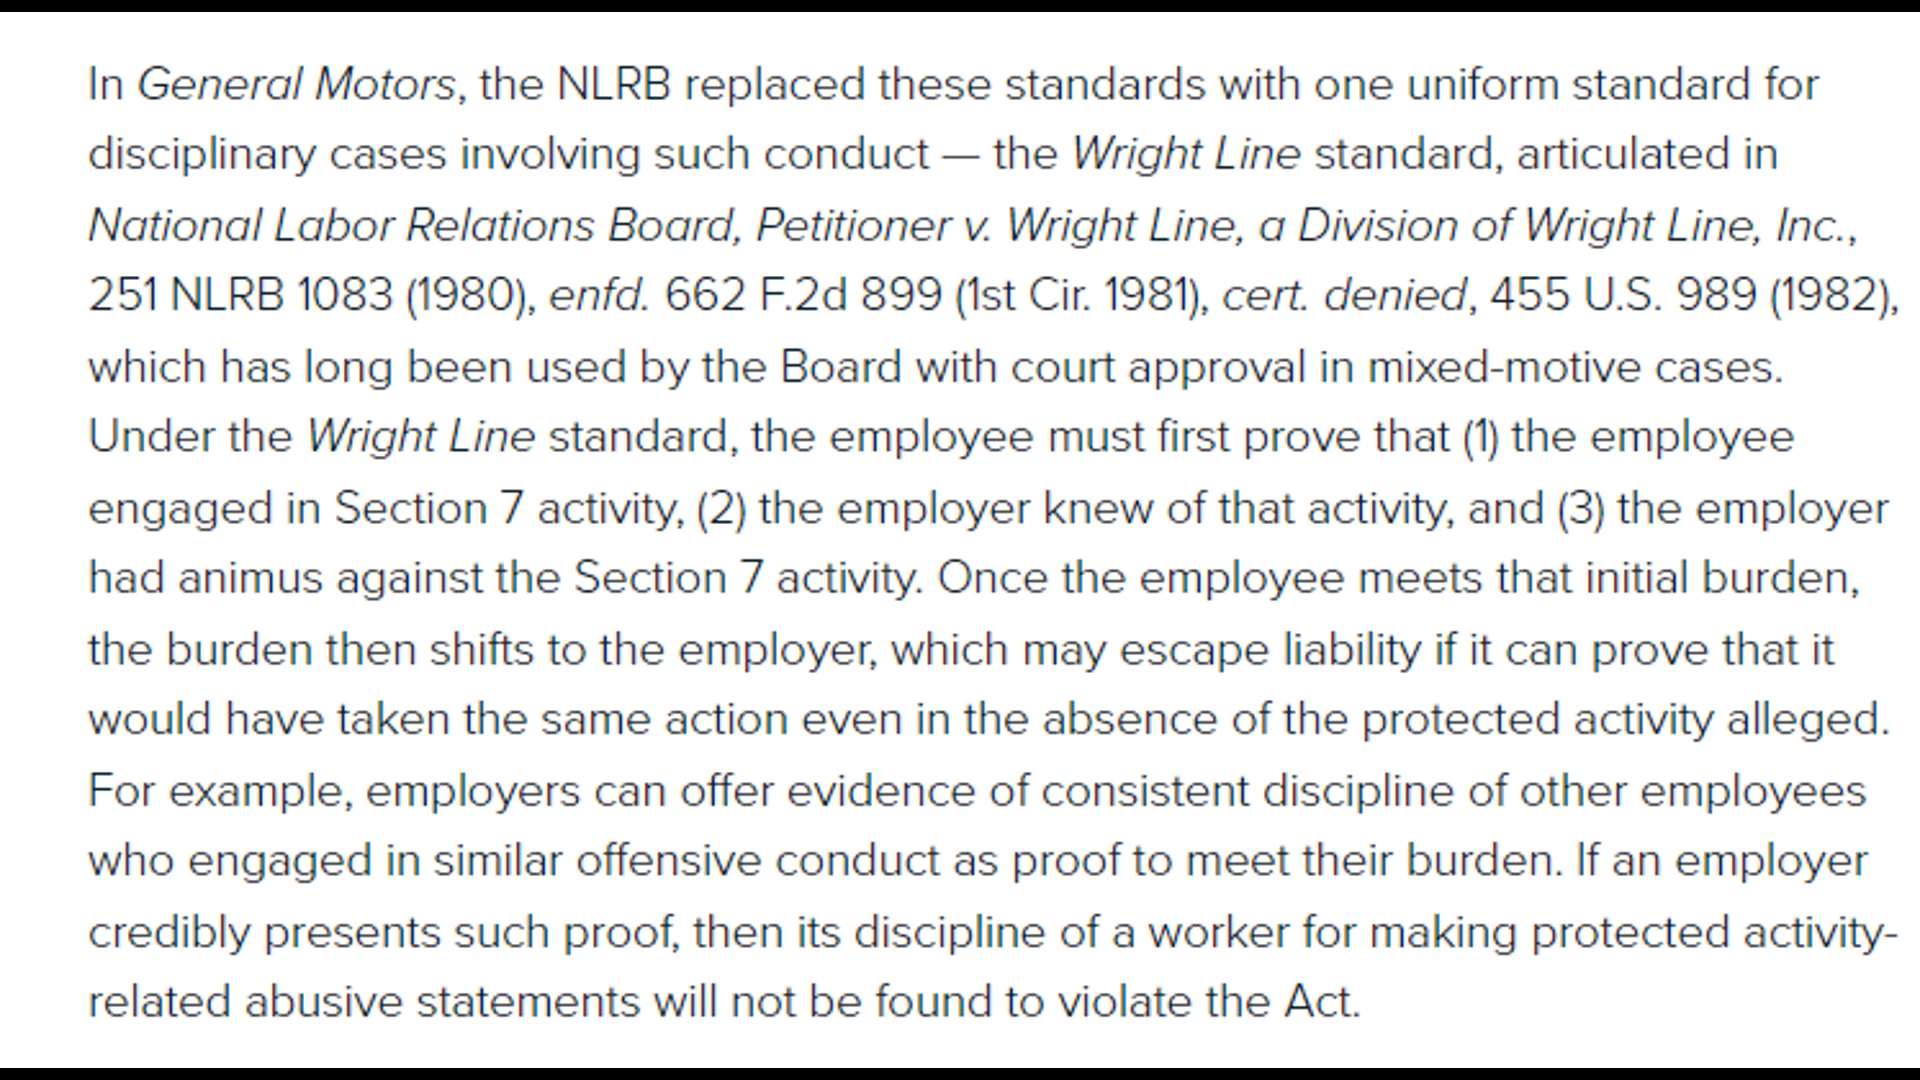 In General Motors, the NLRB replaced these standards with one uniform standard for
disciplinary cases involving such conduct — the Wright Line standard, articulated in
National Labor Relations Board, Petitioner v. Wright Line, a Division of Wright Line, Inc.,
251 NLRB 1083 (1980), enfd. 662 F.2d 899 (1st Cir. 1981), cert. denied, 455 U.S. 989 (1982),
which has long been used by the Board with court approval in mixed-motive cases.
Under the Wright Line standard, the employee must first prove that (1) the employee
engaged in Section 7 activity, (2) the employer knew of that activity, and (3) the employer
had animus against the Section 7 activity. Once the employee meets that initial burden,
the burden then shifts to the employer, which may escape liability if it can prove that it
would have taken the same action even in the absence of the protected activity alleged.
For example, employers can offer evidence of consistent discipline of other employees
who engaged in similar offensive conduct as proof to meet their burden. If an employer
credibly presents such proof, then its discipline of a worker for making protected activity-
related abusive statements will not be found to violate the Act.